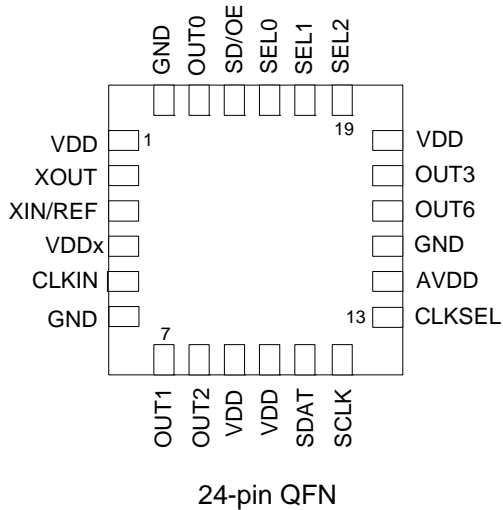 GND OUT0 SD/OE SEL0 SEL1 SEL2
VDD 1 19 VDD
XOUT OUT3
XIN/REF OUT6
VDDx GND
CLKIN AVDD
GND 7 13 CLKSEL
OUT1 OUT2 VDD VDD SDAT SCLK
24-pin QFN